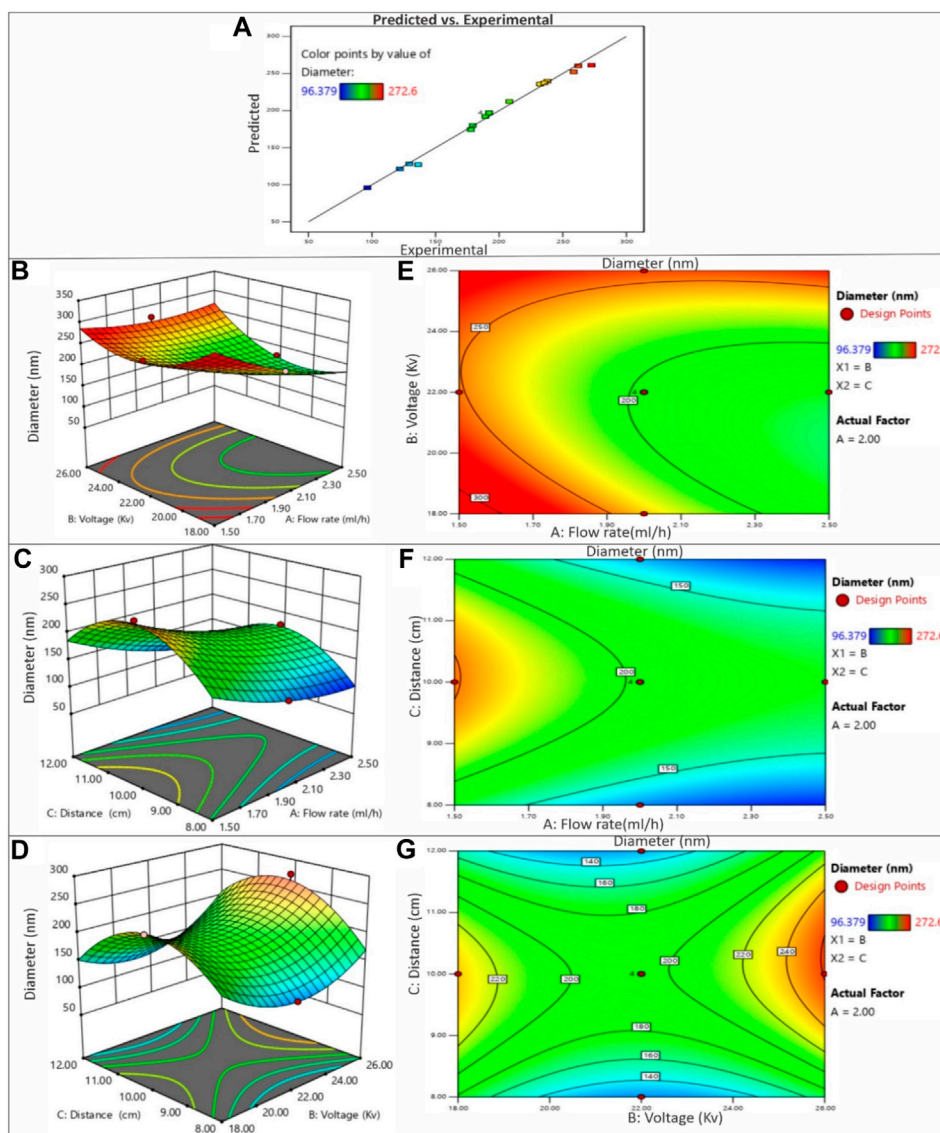 A
Predicted vs. Experimental
Color points by value of
Diameter:
96.379 272.6
Predicted
300
250
200
150
100
50
50 100 150 200 250 300
Experimental
B
Diameter (nm)
350
300
250
200
150
100
50
26.00
24.00
22.00
20.00
18.00
B: Voltage (Kv)
2.50
2.30
2.10
1.90
1.70
1.50
A: Flow rate (ml/h)
E
Diameter (nm)
B: Voltage (Kv)
26.00
24.00
22.00
20.00
18.00
250
200
300
4
1.50 1.70 1.90 2.10 2.30 2.50
A: Flow rate (ml/h)
Diameter (nm)
Design Points
96.379 272
X1 = B
X2 = C
Actual Factor
A = 2.00
C
Diameter (nm)
300
250
200
150
100
50
12.00
11.00
10.00
9.00
8.00
C: Distance (cm)
2.50
2.30
2.10
1.90
1.70
1.50
A: Flow rate (ml/h)
F
Diameter (nm)
C: Distance (cm)
12.00
11.00
10.00
9.00
8.00
150
200
150
4
1.50 1.70 1.90 2.10 2.30 2.50
A: Flow rate(ml/h)
Diameter (nm)
Design Points
96.379 272.6
X1 = B
X2 = C
Actual Factor
A = 2.00
D
Diameter (nm)
300
250
200
150
100
50
12.00
11.00
10.00
9.00
8.00
C: Distance (cm)
26.00
24.00
22.00
20.00
18.00
B: Voltage (Kv)
G
Diameter (nm)
C: Distance (cm)
12.00
11.00
10.00
9.00
8.00
140
160
180
220
200
4
200
220
240
180
160
140
18.00 20.00 22.00 24.00 26.00
B: Voltage (Kv)
Diameter (nm)
Design Points
96.379 272.6
X1 = B
X2 = C
Actual Factor
A = 2.00